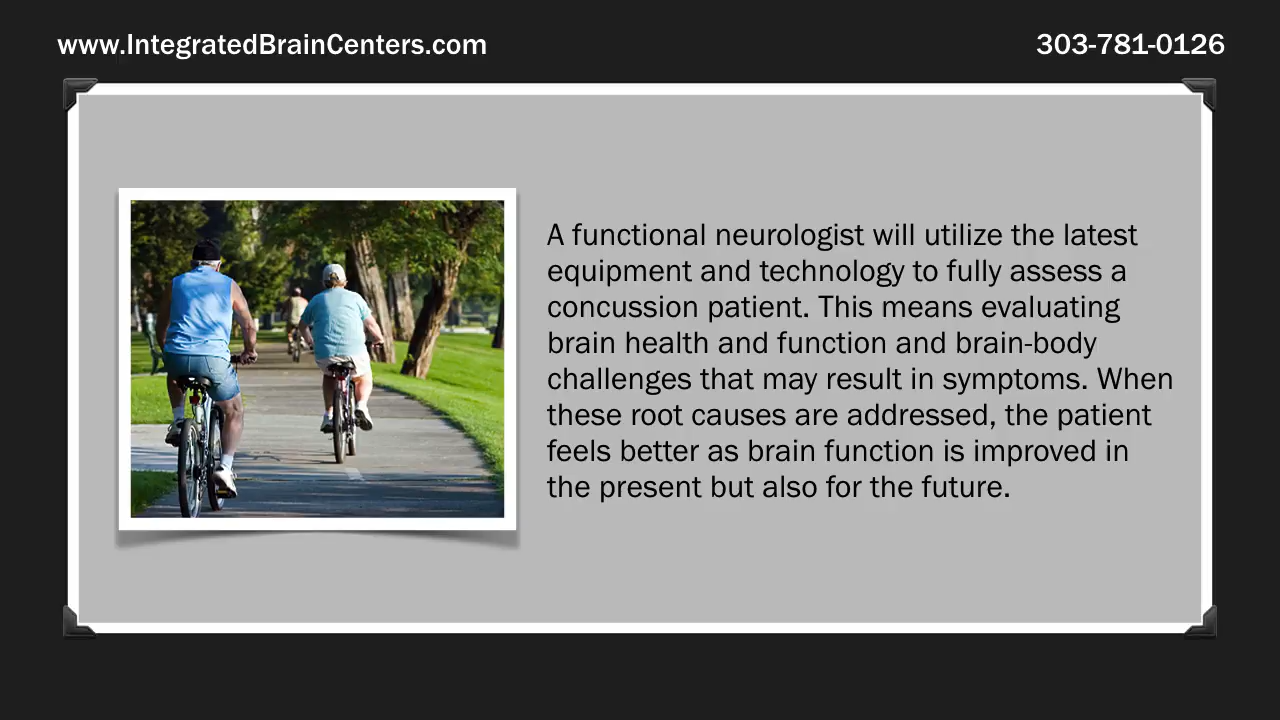 www.IntegratedBrainCenters.com
303-781-0126
A functional neurologist will utilize the latest
equipment and technology to fully assess a
concussion patient. This means evaluating
brain health and function and brain-body
challenges that may result in symptoms. When
these root causes are addressed, the patient
feels better as brain function is improved in
the present but also for the future.